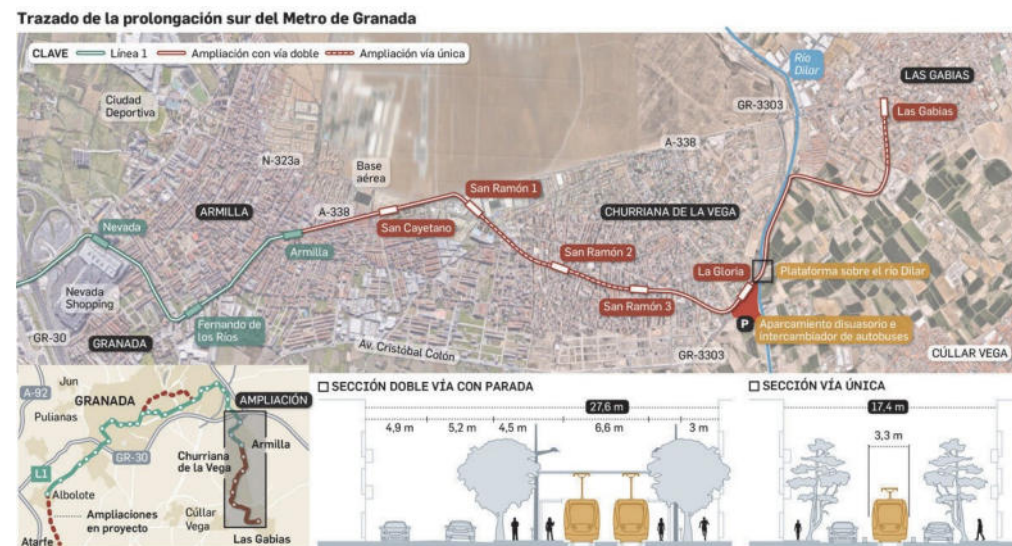 Trazado de la prolongación sur del Metro de Granada
CLAVE Línea 1 Ampliación con vía doble Ampliación vía única
Río
Dílar
LAS GABIAS
Ciudad
Deportiva
GR-3303
Las Gabias
N-323a
Base
aérea
A-338
San Ramón 1
ARMILLA
A-338
CHURRIANA DE LA VEGA
San Cayetano
Nevada
Armilla
San Ramón 2
La Gloria
Plataforma sobre el río Dilar
Nevada
Shopping
San Ramón 3
Fernando de
los Ríos
P
Aparcamiento disuasorio e
intercambiador de autobuses
GR-30
GRANADA
Av. Cristóbal Colón
GR-3303
CÚLLAR VEGA
Jun
A-92
GRANADA
AMPLIACIÓN
Pulianas
Armilla
GR-30
Churriana
de la Vega
L1
Albolote
Ampliaciones
en proyecto
Cúllar
Vega
Atarfe
Las Gabias
SECCIÓN DOBLE VÍA CON PARADA
27,6 m
4,9 m 5,2 m 4,5 m 6,6 m 3 m
SECCIÓN VÍA ÚNICA
17,4 m
3,3 m